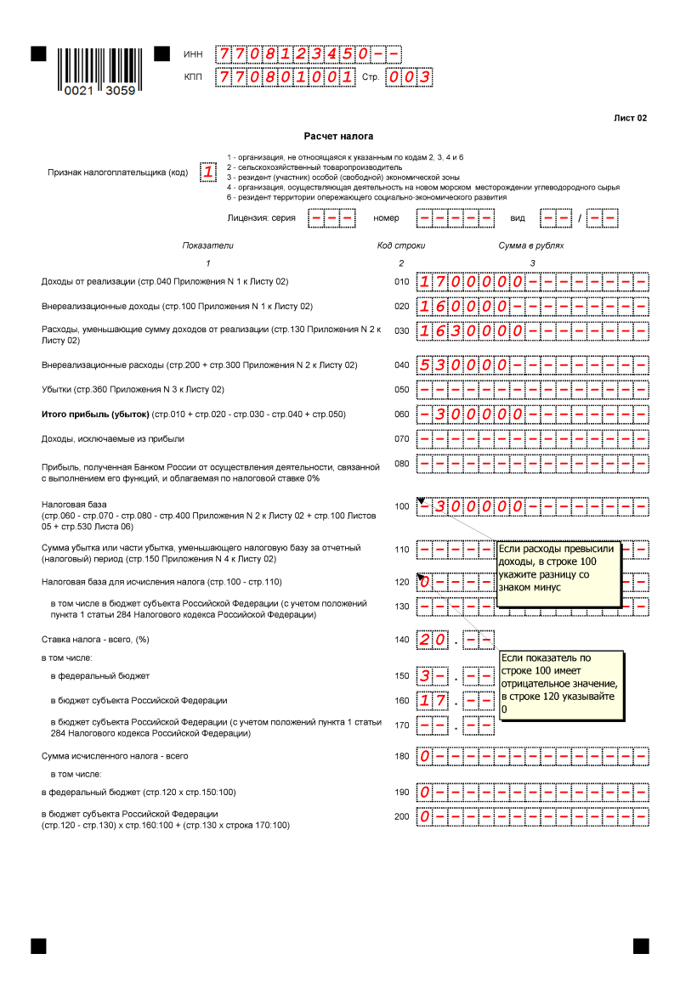 ИНН 7708123450--
КПП 770801001 Стр. 003
0021 3059
Лист 02
Расчет налога
Признак налогоплательщика (код) 1
1 - организация, не относящаяся к указанным по кодам 2, 3, 4 и 6
2 - сельскохозяйственный товаропроизводитель
3 - резидент (участник) особой (свободной) экономической зоны
4 - организация, осуществляющая деятельность на новом морском месторождении углеводородного сырья
6 - резидент территории опережающего социально-экономического развития
Лицензия: серия --- номер ----- вид -- / --
Показатели Код строки Сумма в рублях
1 2 3
Доходы от реализации (стр.040 Приложения N 1 к Листу 02) 010 1700000--------
Внереализационные доходы (стр.100 Приложения N 1 к Листу 02) 020 160000---------
Расходы, уменьшающие сумму доходов от реализации (стр.130 Приложения N 2 к 030 1630000--------
Листу 02)
Внереализационные расходы (стр.200 + стр.300 Приложения N 2 к Листу 02) 040 530000---------
Убытки (стр.360 Приложения N 3 к Листу 02) 050 ---------------
Итого прибыль (убыток) (стр.010 + стр.020 - стр.030 - стр.040 + стр.050) 060 -300000--------
Доходы, исключаемые из прибыли 070 ---------------
Прибыль, полученная Банком России от осуществления деятельности, связанной 080 ---------------
с выполнением его функций, и облагаемая по налоговой ставке 0%
Налоговая база 100 -300000--------
(стр.060 - стр.070 - стр.080 - стр.400 Приложения N 2 к Листу 02 + стр.100 Листов
05 + стр.530 Листа 06)
Сумма убытка или части убытка, уменьшающего налоговую базу за отчетный 110 -------
(налоговый) период (стр.150 Приложения N 4 к Листу 02)
Если расходы превысили
доходы, в строке 100
укажите разницу со
знаком минус
Налоговая база для исчисления налога (стр.100 - стр.110) 120 0------
в том числе в бюджет субъекта Российской Федерации (с учетом положений 130 ---------------
пункта 1 статьи 284 Налогового кодекса Российской Федерации)
Ставка налога - всего, (%) 140 20.--
в том числе:
в федеральный бюджет 150 3-.--
Если показатель по
строке 100 имеет
отрицательное значение,
в строке 120 указывайте
0
в бюджет субъекта Российской Федерации 160 17.--
в бюджет субъекта Российской Федерации (с учетом положений пункта 1 статьи 170 --.--
284 Налогового кодекса Российской Федерации)
Сумма исчисленного налога - всего 180 0--------------
в том числе:
в федеральный бюджет (стр.120 х стр.150:100) 190 0--------------
в бюджет субъекта Российской Федерации 200 0--------------
(стр.120 - стр.130) х стр.160:100 + (стр.130 х строка 170:100)